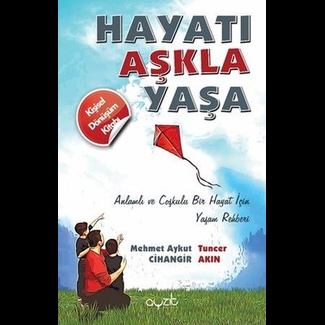 HAYATI
AŞKLA
YAŞA
Kişisel
Dönüşüm
Kitabı
Anlamlı ve Coşkulu Bir Hayat İçin
Yaşam Rehberi
Mehmet Aykut Tuncer
CİHANGİR AKIN
ayzıt